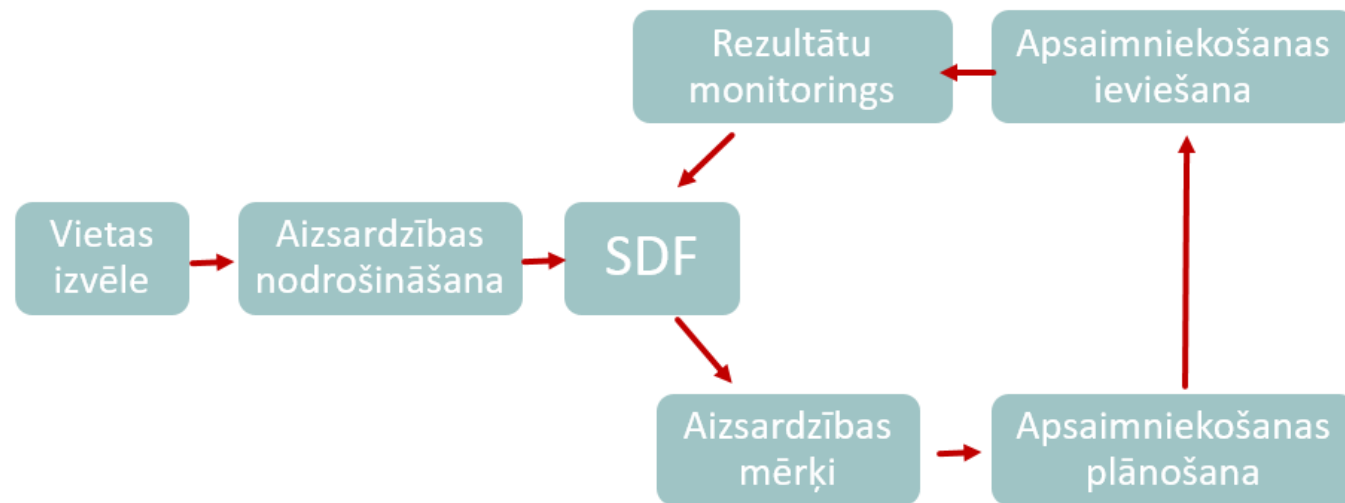 Rezultātu
monitorings
Apsaimniekošanas
ieviešana
Vietas
izvēle
Aizsardzības
nodrošināšana
SDF
Aizsardzības
mērķi
Apsaimniekošanas
plānošana